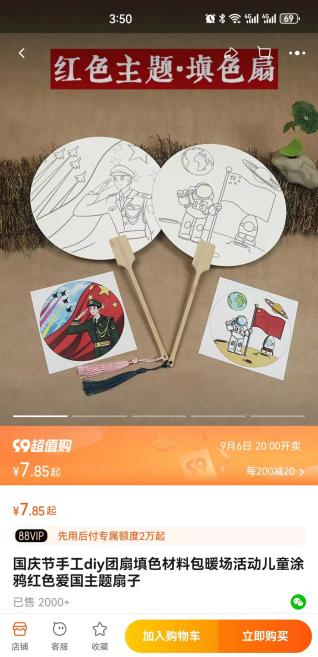 3:50
4G
4G
69
红色主题·填色扇
99超值购
9月6日 20:00开卖
¥7.85起
每200减20 >
¥7.85起
88VIP 先用后付专属额度2万起
国庆节手工diy团扇填色材料包暖场活动儿童涂
鸦红色爱国主题扇子
已售 2000+
店铺
客服
收藏
加入购物车
立即购买